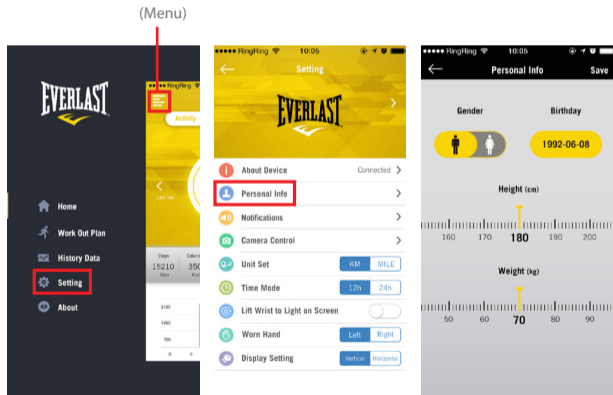 (Menu)
EVERLAST
RingRing
Activity
Last Day
Steps
15210
Steps
350
Home
Work Out Plan
History Data
Setting
About
2100
1400
700
0
RingRing 10:05
Setting
EVERLAST
About Device Connected
Personal Info
Notifications
Camera Control
Unit Set KM MILE
Time Mode 12h 24h
Lift Wrist to Light on Screen
Worn Hand Left Right
Display Setting Vertical Horizontal
RingRing 10:05
Personal Info Save
Gender Birthday
1992-06-08
Height (cm)
160 170 180 190 200
Weight (kg)
50 60 70 80 90